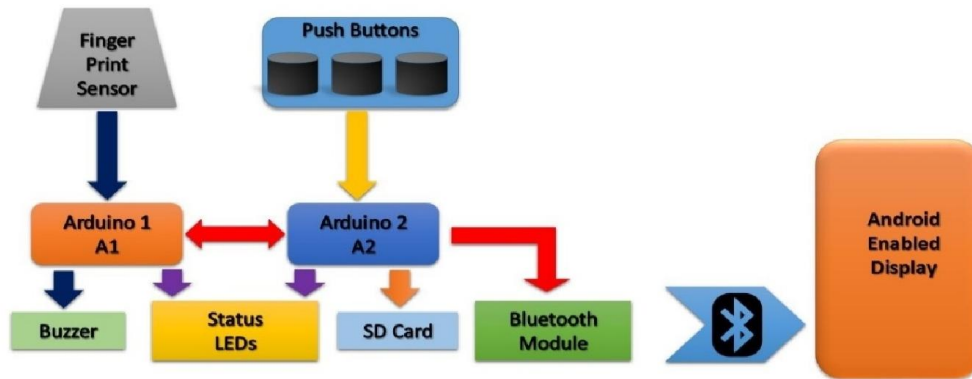 Finger
Print
Sensor
Push Buttons
Arduino 1
A1
Arduino 2
A2
Android
Enabled
Display
Buzzer
Status
LEDs
SD Card
Bluetooth
Module